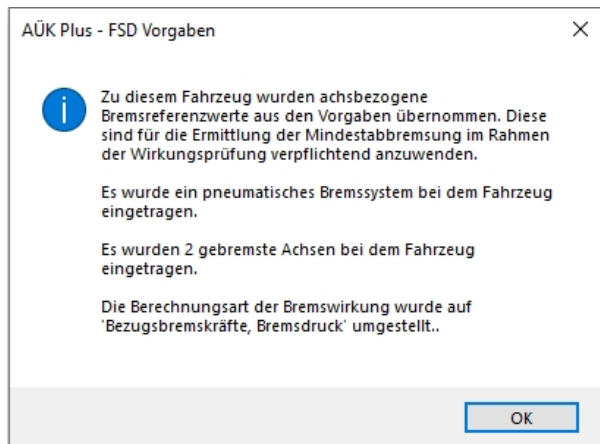 AÜK Plus - FSD Vorgaben
Zu diesem Fahrzeug wurden achsbezogene
Bremsreferenzwerte aus den Vorgaben übernommen. Diese
sind für die Ermittlung der Mindestabbremsung im Rahmen
der Wirkungsprüfung verpflichtend anzuwenden.
Es wurde ein pneumatisches Bremssystem bei dem Fahrzeug
eingetragen.
Es wurden 2 gebremste Achsen bei dem Fahrzeug
eingetragen.
Die Berechnungsart der Bremswirkung wurde auf
'Bezugsbremskräfte, Bremsdruck' umgestellt..
OK